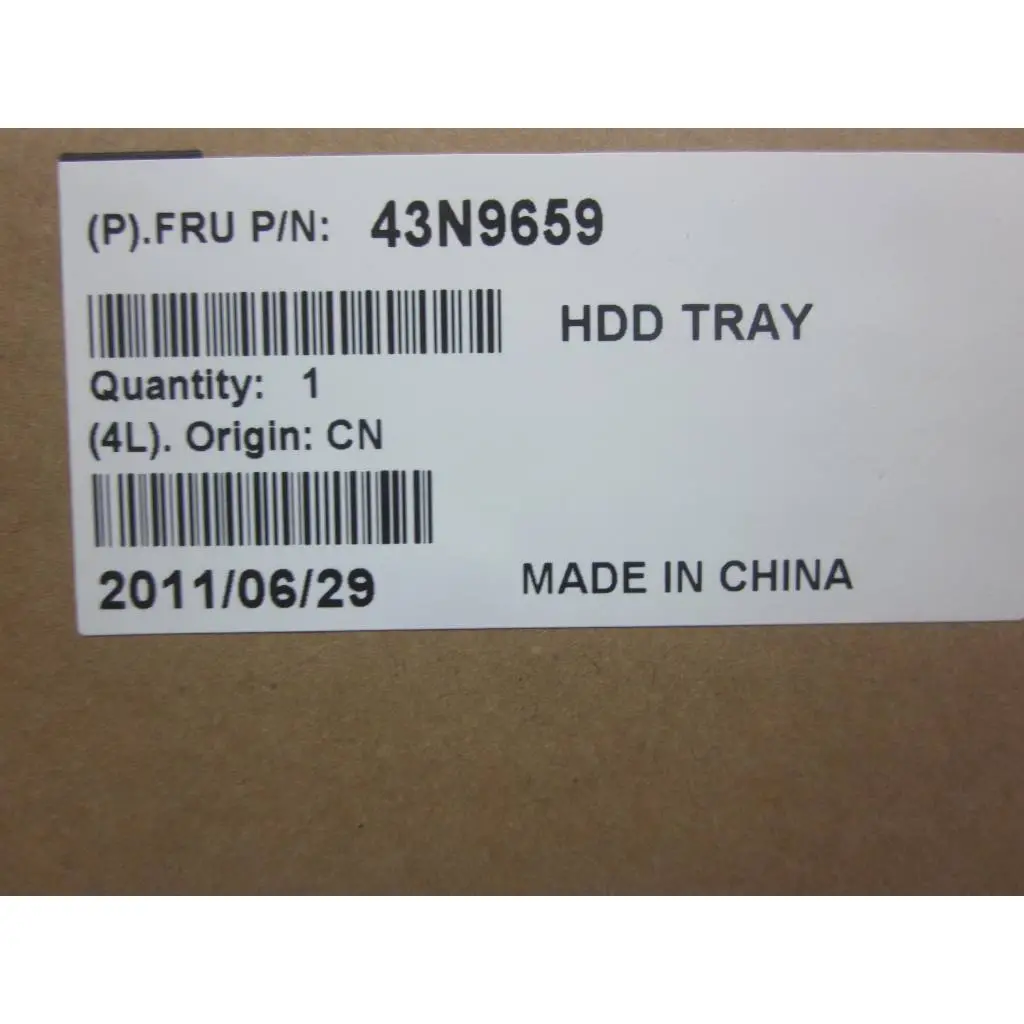 (P).FRU P/N: 43N9659
HDD TRAY
Quantity: 1
(4L). Origin: CN
2011/06/29 MADE IN CHINA